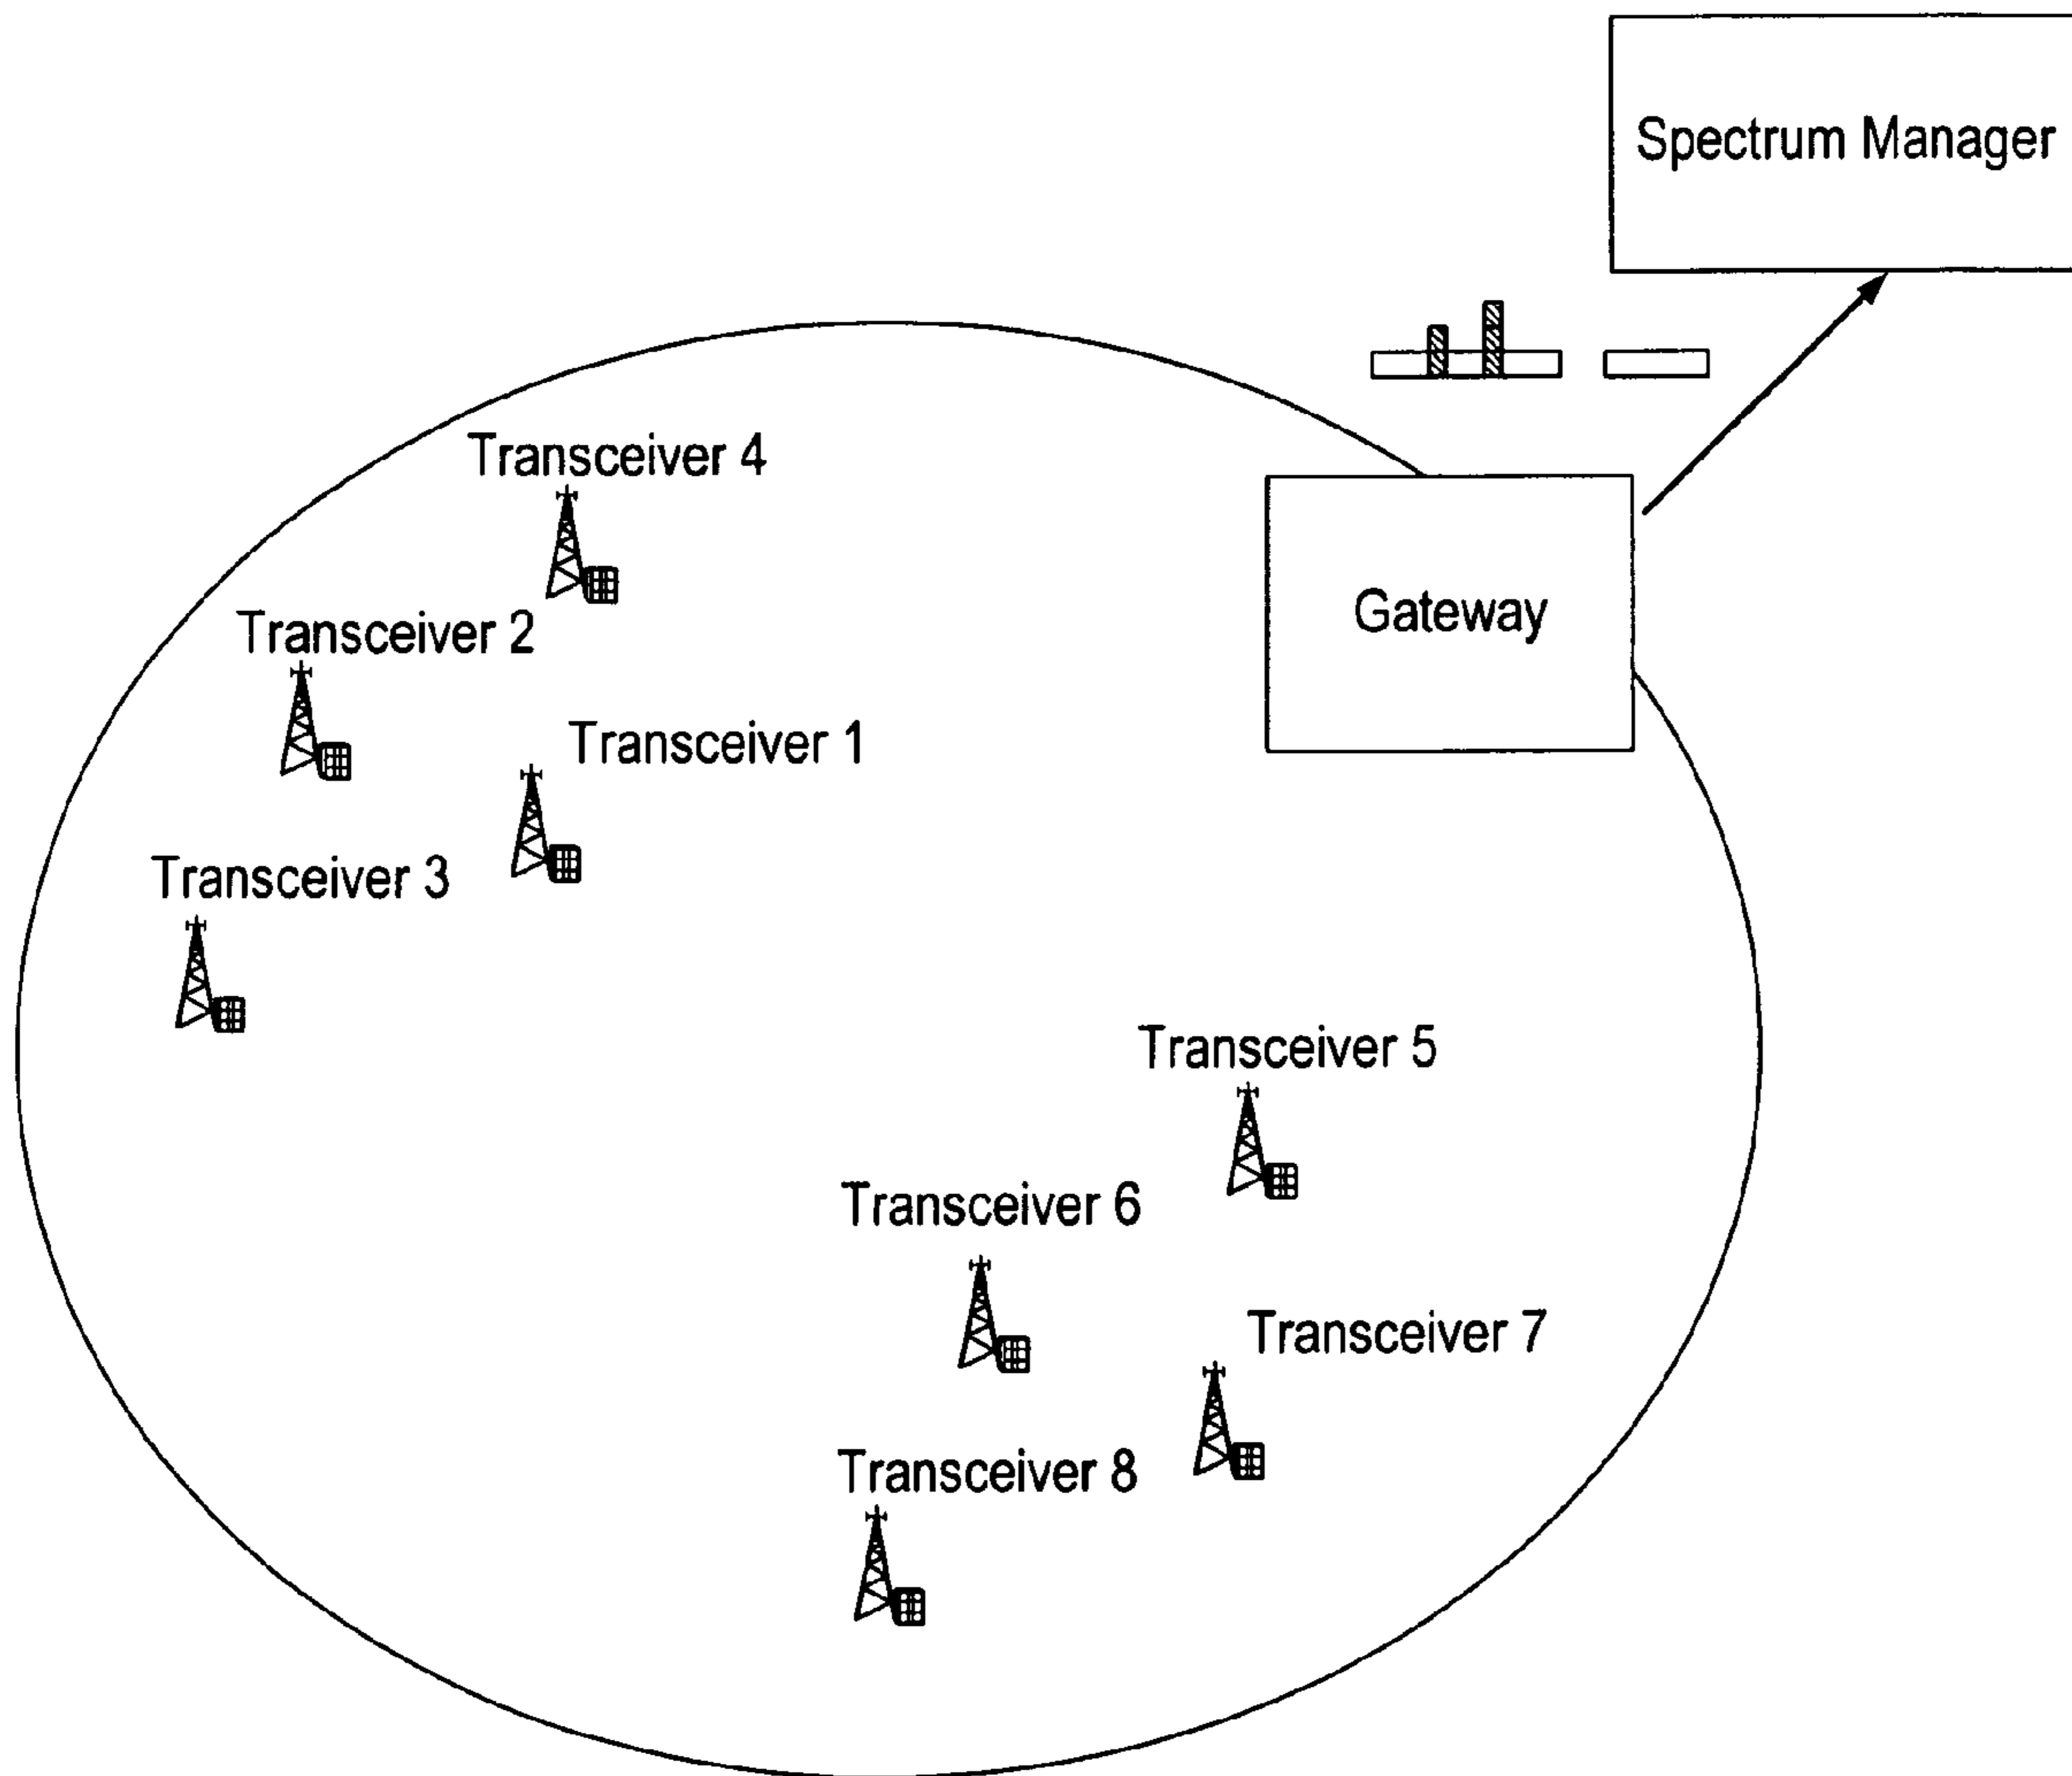 Spectrum Manager
Transceiver 4
Gateway
Transceiver 2
Transceiver 1
Transceiver 3
Transceiver 5
Transceiver 6
Transceiver 7
Transceiver 8